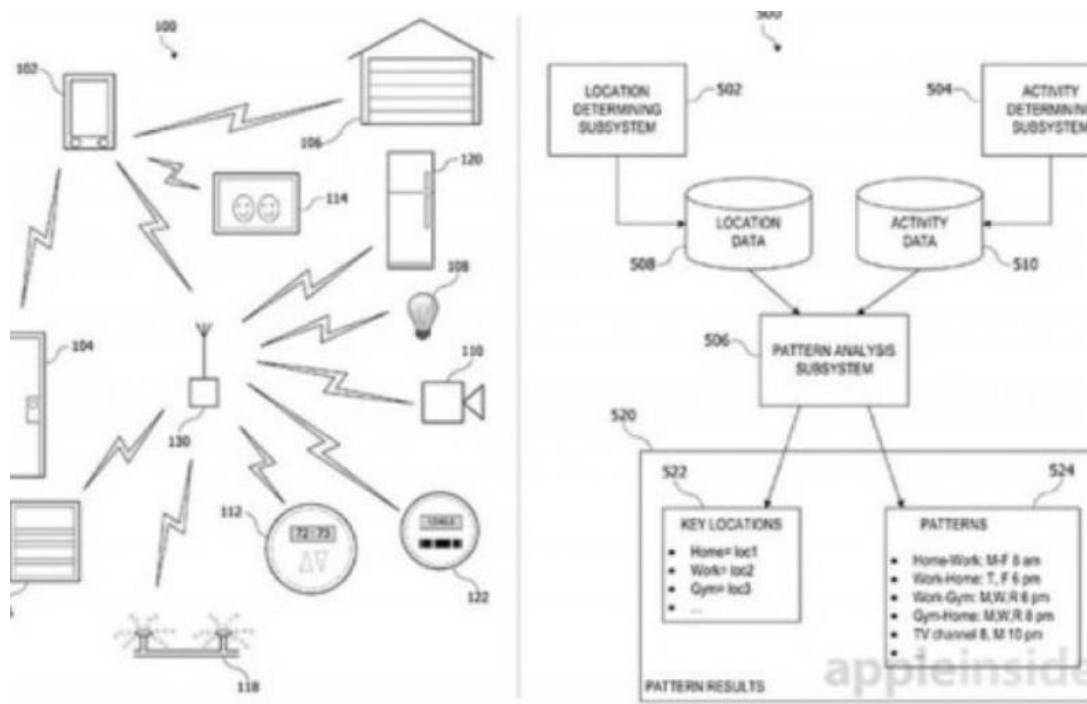 100
102
106
120
114
108
104
110
130
112
72-73
122
118
500
LOCATION
DETERMINING
SUBSYSTEM
502
504
ACTIVITY
DETERMINING
SUBSYSTEM
LOCATION
DATA
508
ACTIVITY
DATA
510
506
PATTERN ANALYSIS
SUBSYSTEM
520
522
KEY LOCATIONS
• Home= loc1
• Work= loc2
• Gym= loc3
• ...
524
PATTERNS
• Home-Work: M-F 8 am
• Work-Home: T, F 6 pm
• Work-Gym: M,W,R 6 pm
• Gym-Home: M,W,R 8 pm
• TV channel 8, M 10 pm
PATTERN RESULTS
appleinside